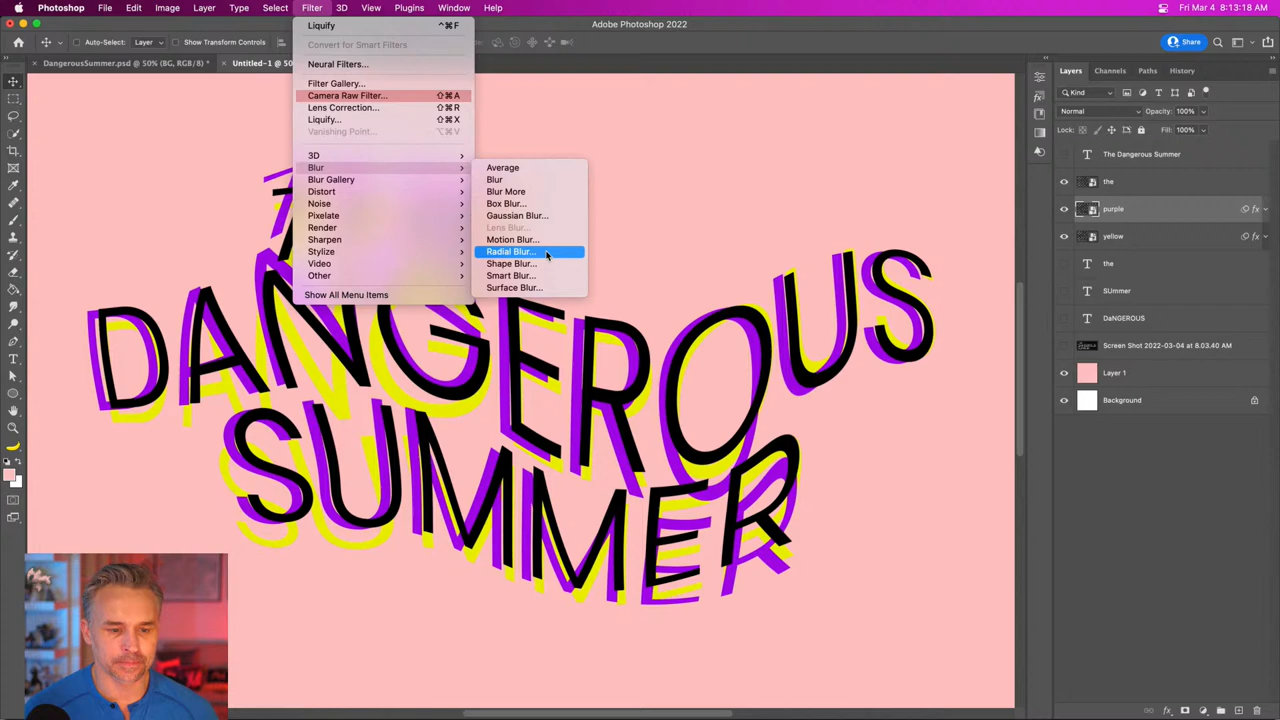 Photoshop File Edit Image Layer Type Select Filter 3D View Plugins Window Help Fri Mar 4 8:13:18 AM
Adobe Photoshop 2022
Auto-Select: Layer Show Transform Controls Share
DangerousSummer.psd @ 50% (BG, RGB/8) * Untitled-1 @ 50
Liquify ^⌘F
Convert for Smart Filters
Neural Filters...
Filter Gallery...
Camera Raw Filter... ⇧⌘A
Lens Correction... ⇧⌘R
Liquify... ⇧⌘X
Vanishing Point... ⌥⌘V
3D
Blur
Blur Gallery
Distort
Noise
Pixelate
Render
Sharpen
Stylize
Video
Other
Show All Menu Items
Average
Blur
Blur More
Box Blur...
Gaussian Blur...
Lens Blur...
Motion Blur...
Radial Blur...
Shape Blur...
Smart Blur...
Surface Blur...
DANGEROUS
SUMMER
Layers Channels Paths History
Kind
Normal Opacity: 100%
Lock: Fill: 100%
The Dangerous Summer
the
purple fx
yellow fx
the
SUmmer
DaNGEROUS
Screen Shot 2022-03-04 at 8.03.40 AM
Layer 1
Background
fx